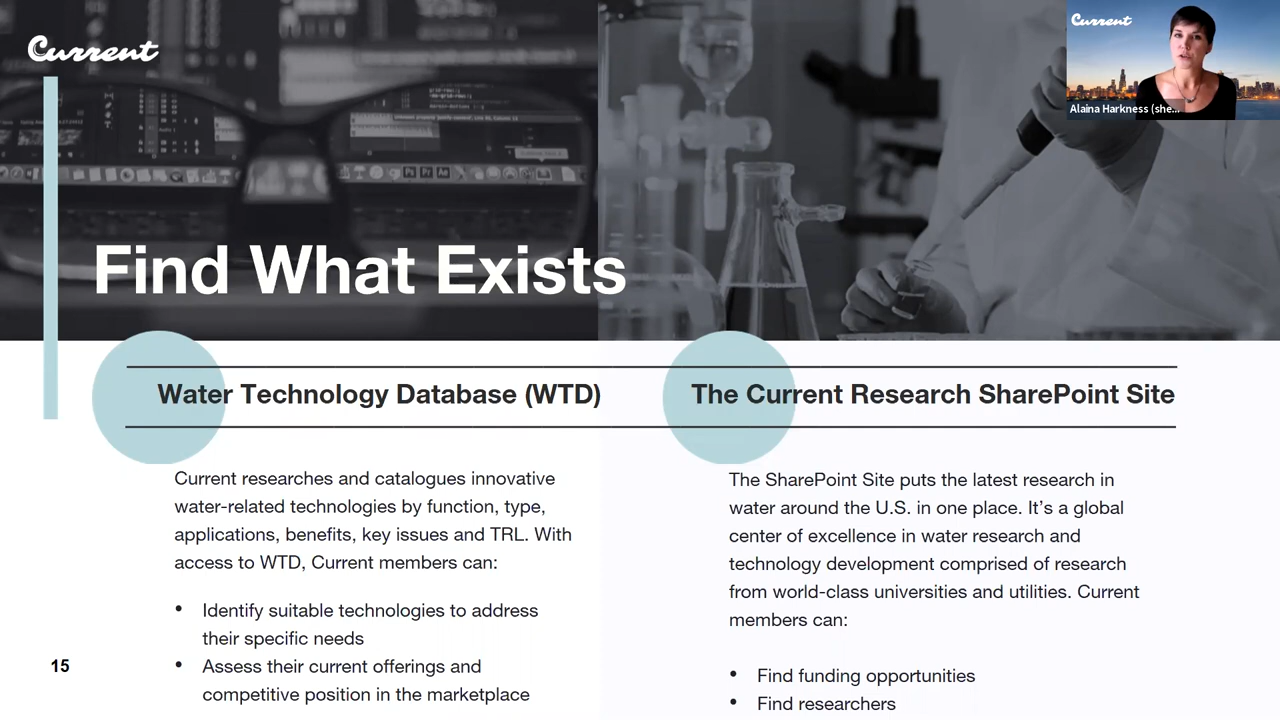 Current
Current
Alaina Harkness (she...
Find What Exists
Water Technology Database (WTD)
Current researches and catalogues innovative
water-related technologies by function, type,
applications, benefits, key issues and TRL. With
access to WTD, Current members can:
• Identify suitable technologies to address
their specific needs
• Assess their current offerings and
competitive position in the marketplace
The Current Research SharePoint Site
The SharePoint Site puts the latest research in
water around the U.S. in one place. It’s a global
center of excellence in water research and
technology development comprised of research
from world-class universities and utilities. Current
members can:
• Find funding opportunities
• Find researchers
15